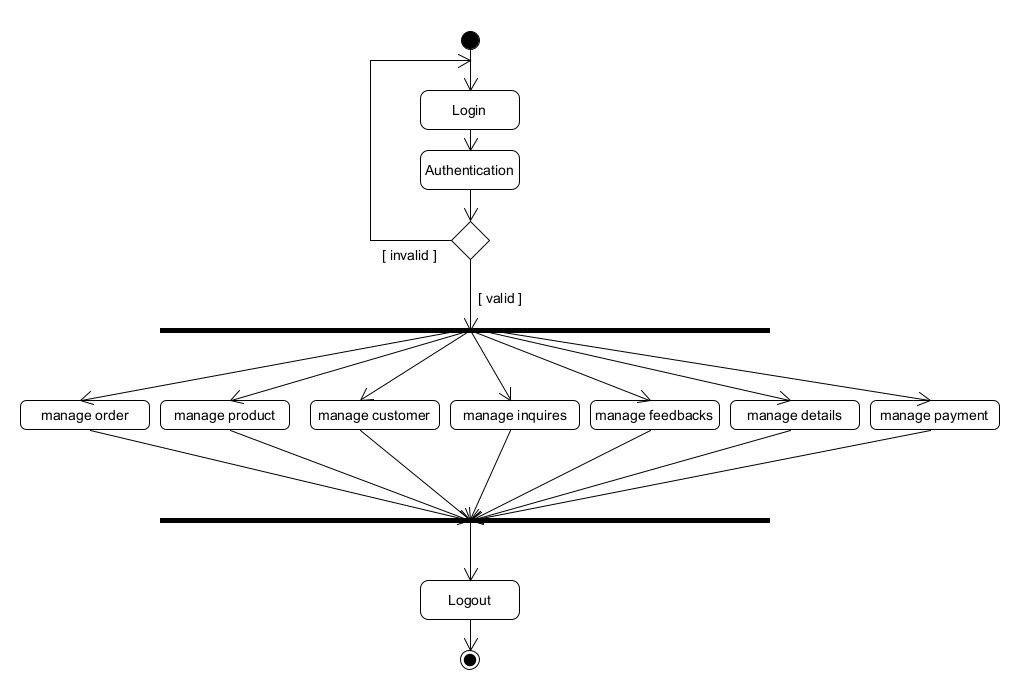 Login
Authentication
[ invalid ]
[ valid ]
manage order
manage product
manage customer
manage inquires
manage feedbacks
manage details
manage payment
Logout